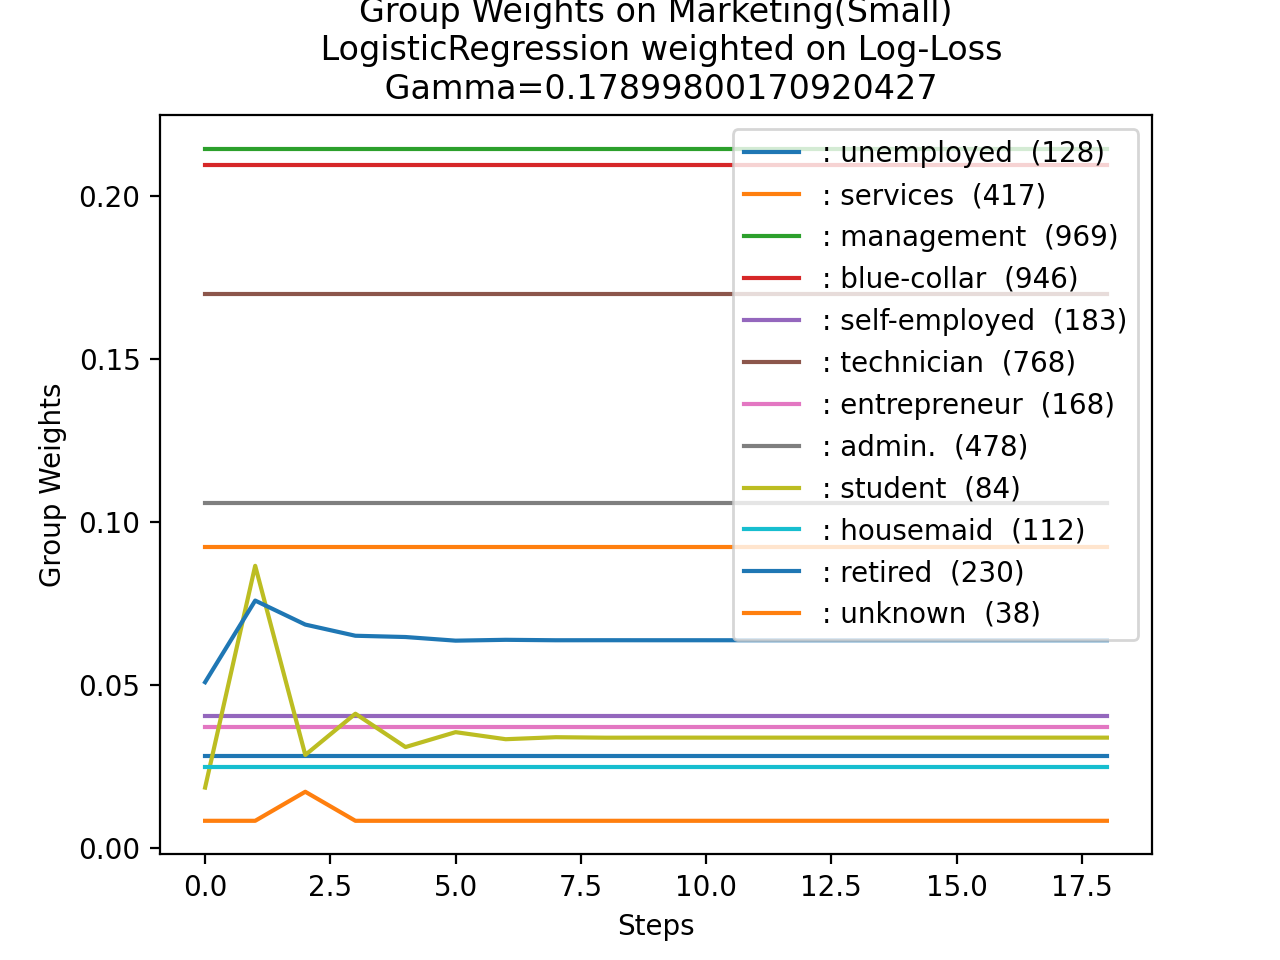 Group Weights on Marketing(Small)
LogisticRegression weighted on Log-Loss
Gamma=0.17899800170920427
Group Weights
0.20
0.15
0.10
0.05
0.00
: unemployed (128)
: services (417)
: management (969)
: blue-collar (946)
: self-employed (183)
: technician (768)
: entrepreneur (168)
: admin. (478)
: student (84)
: housemaid (112)
: retired (230)
: unknown (38)
0.0 2.5 5.0 7.5 10.0 12.5 15.0 17.5
Steps